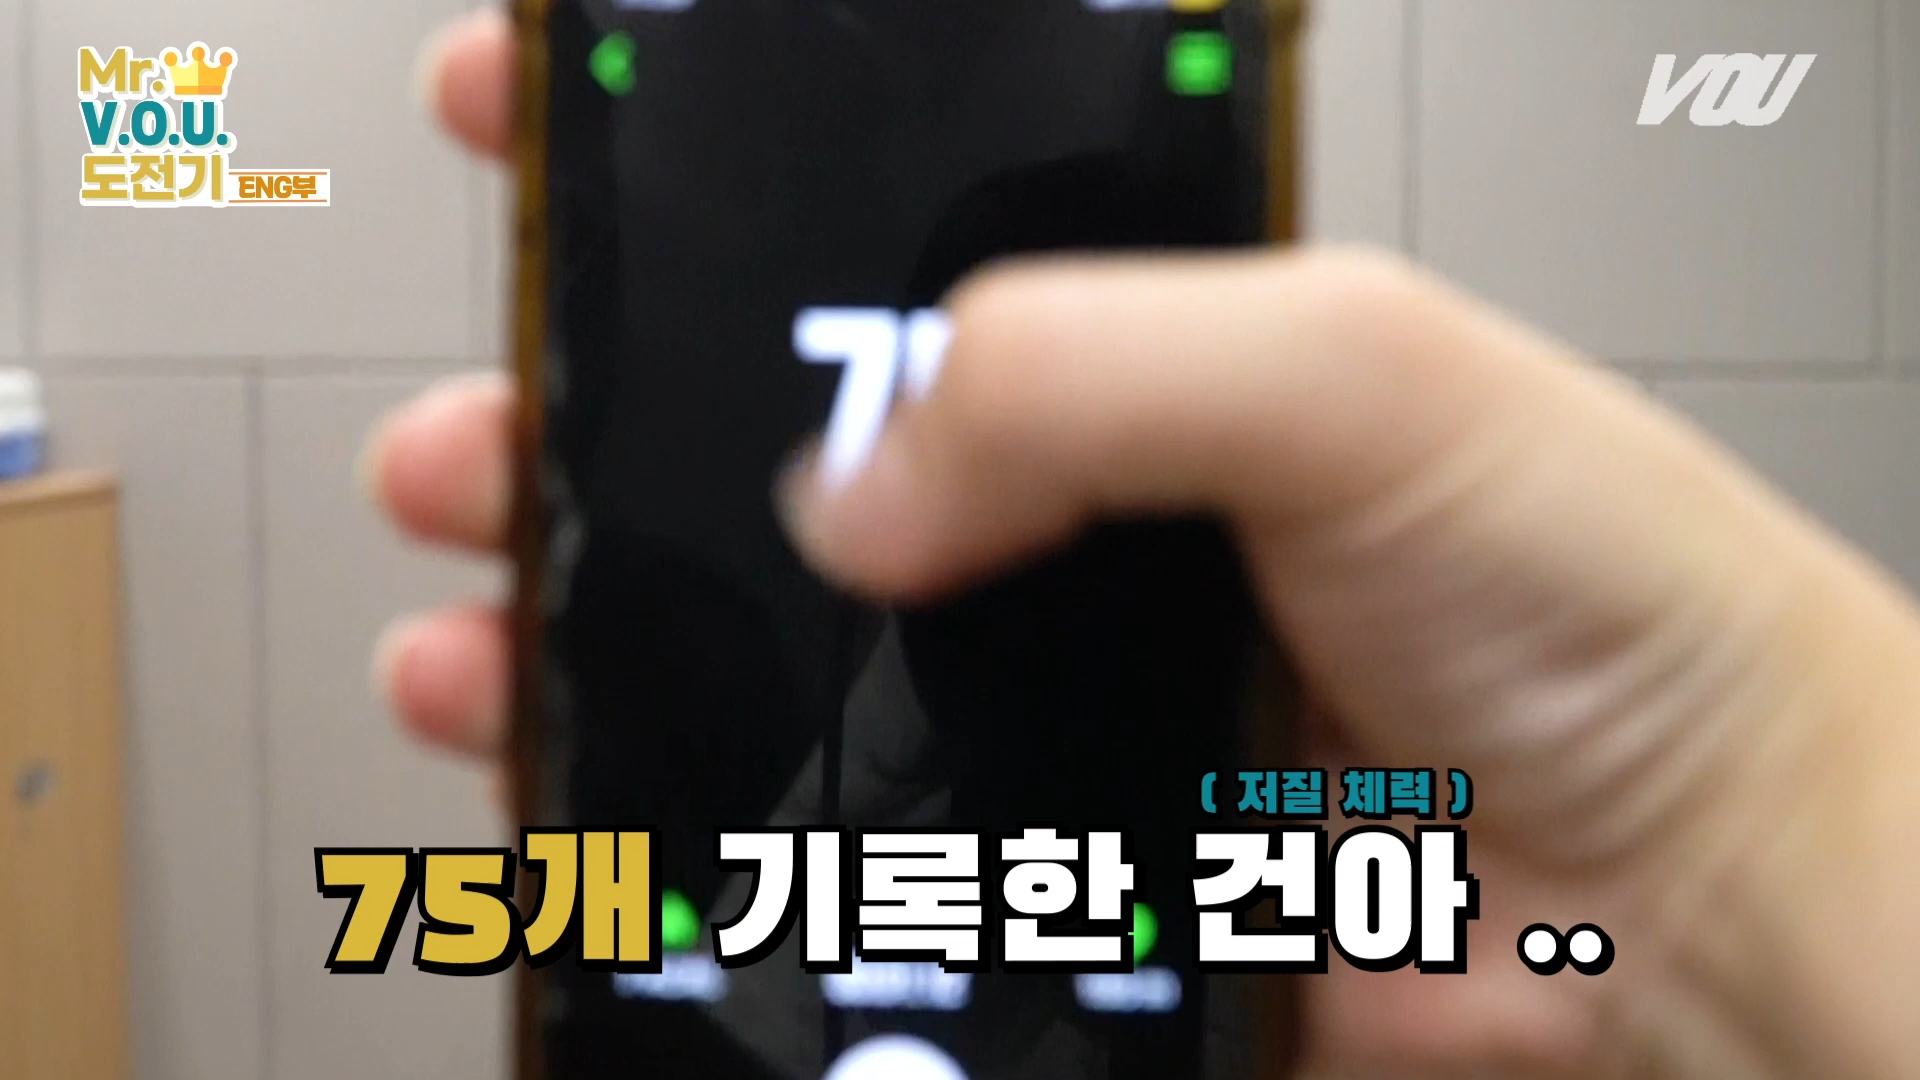 Mr.
V.O.U.
도전기 ENG부
VOU
7
( 저질 체력 )
75개 기록한 건아 ..